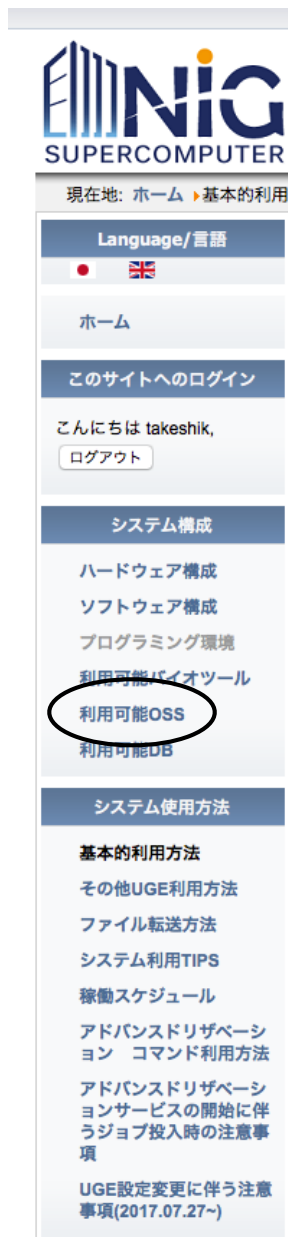 NIG
SUPERCOMPUTER
現在地: ホーム ▸基本的利用
Language/言語
ホーム
このサイトへのログイン
こんにちは takeshik,
ログアウト
システム構成
ハードウェア構成
ソフトウェア構成
プログラミング環境
利用可能バイオツール
利用可能OSS
利用可能DB
システム使用方法
基本的利用方法
その他UGE利用方法
ファイル転送方法
システム利用TIPS
稼働スケジュール
アドバンスドリザベーシ
ョン　コマンド利用方法
アドバンスドリザベーシ
ョンサービスの開始に伴
うジョブ投入時の注意事
項
UGE設定変更に伴う注意
事項(2017.07.27~)